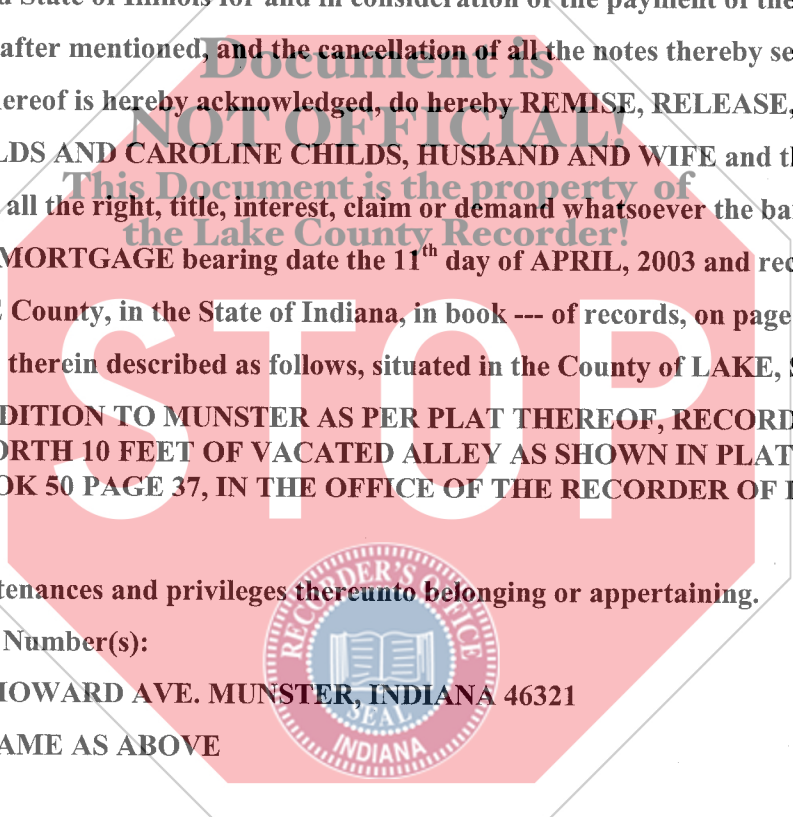 State of Illinois for and in consideration of the payment of the
after mentioned, and the cancellation of all the notes thereby se
ereof is hereby acknowledged, do hereby REMISE, RELEASE,
LDS AND CAROLINE CHILDS, HUSBAND AND WIFE and th
all the right, title, interest, claim or demand whatsoever the ba
MORTGAGE bearing date the 11th day of APRIL, 2003 and rec
E County, in the State of Indiana, in book --- of records, on page
therein described as follows, situated in the County of LAKE, S
DITION TO MUNSTER AS PER PLAT THEREOF, RECORD
ORTH 10 FEET OF VACATED ALLEY AS SHOWN IN PLAT
OK 50 PAGE 37, IN THE OFFICE OF THE RECORDER OF L
tenances and privileges thereunto belonging or appertaining.
Number(s):
HOWARD AVE. MUNSTER, INDIANA 46321
AME AS ABOVE
Document is
NOT OFFICIAL!
This Document is the property of
the Lake County Recorder!
STOP
RECORDER'S OFFICE
SEAL
INDIANA